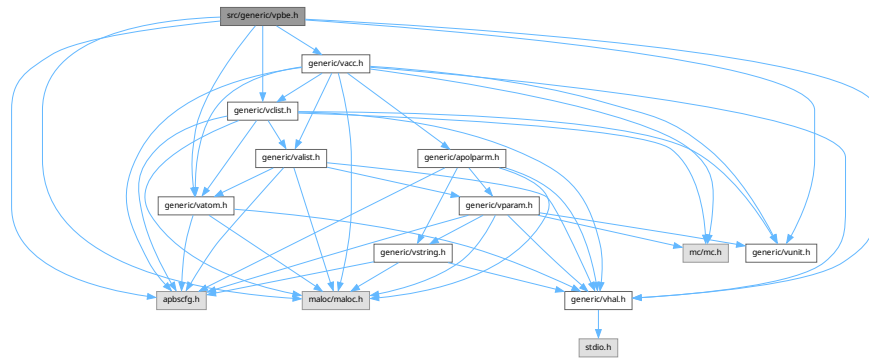 src/generic/vpbe.h
generic/vacc.h
generic/vclist.h
generic/valist.h
generic/apolparm.h
generic/vatom.h
generic/vparam.h
generic/vstring.h
mc/mc.h
generic/vunit.h
apbscfg.h
maloc/maloc.h
generic/vhal.h
stdio.h